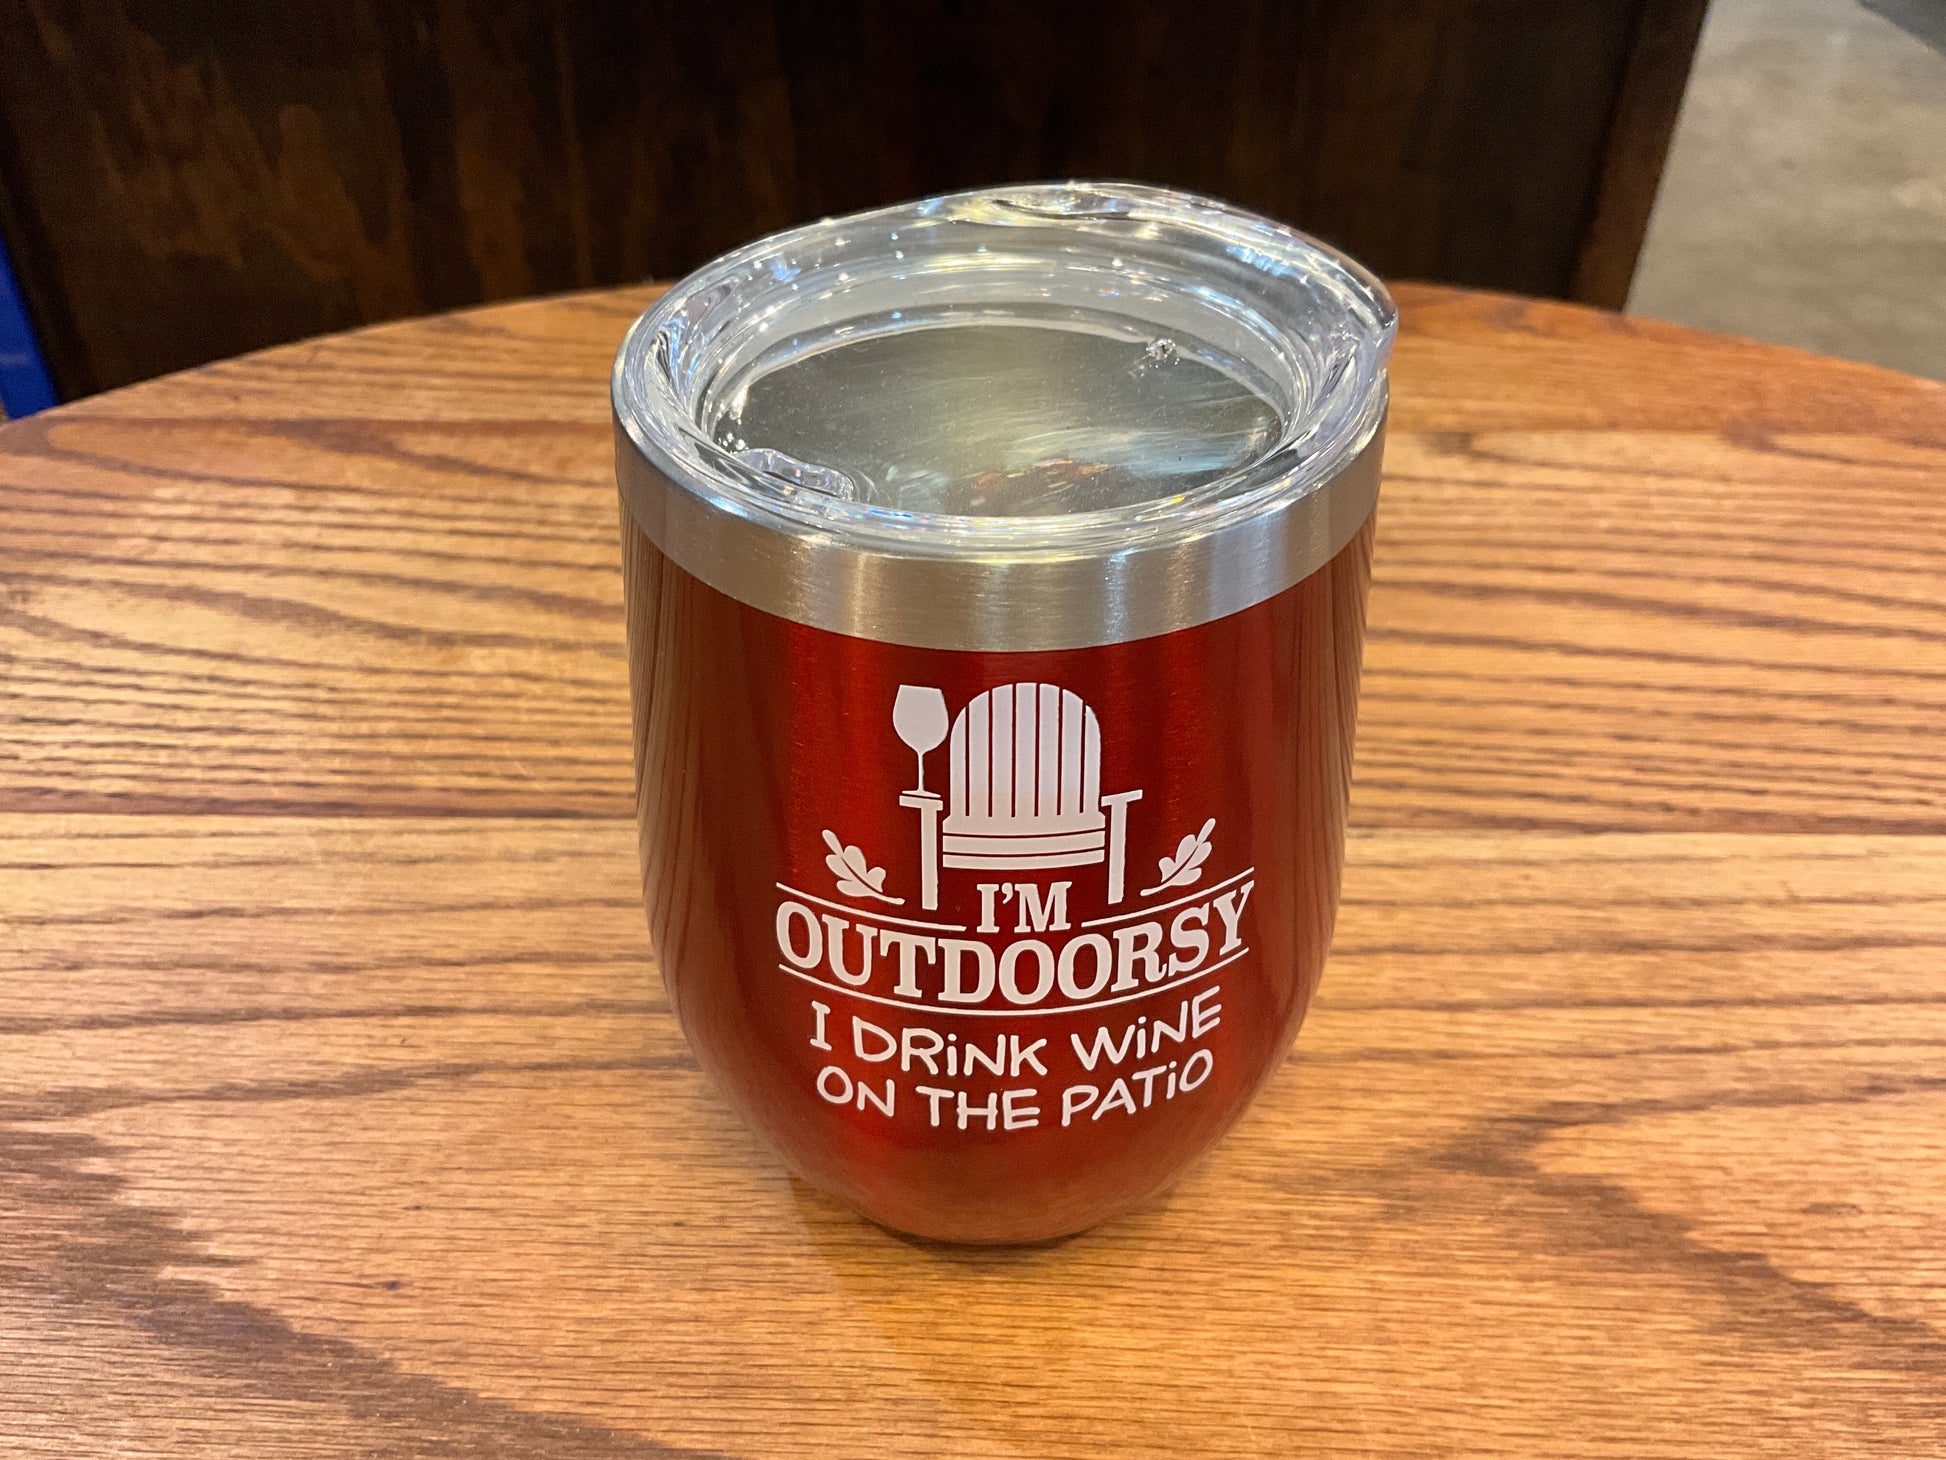 I'M
OUTDOORSY
I DRiNK WiNE
ON THE PATiO